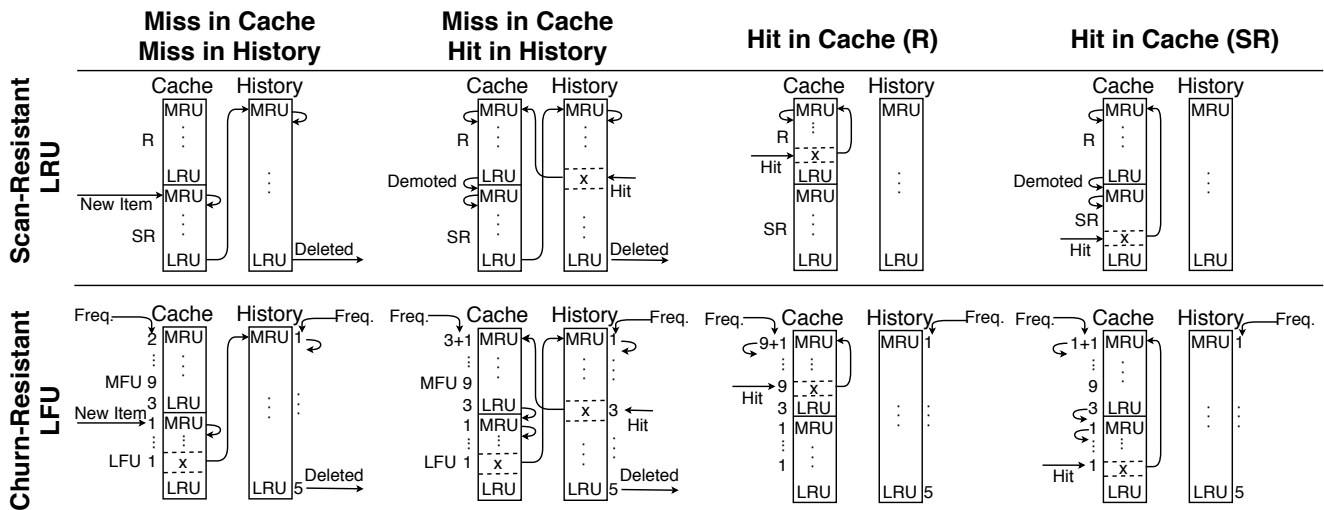 Miss in Cache
Miss in History
Miss in Cache
Hit in History
Hit in Cache (R)
Hit in Cache (SR)
Scan-Resistant
LRU
Cache History
MRU MRU
R
LRU
MRU
New Item
SR
LRU LRU
Deleted
Cache History
MRU MRU
R
LRU
x
Demoted
Hit
MRU
SR
LRU LRU
Deleted
Cache History
MRU MRU
R
x
Hit
LRU
MRU
SR
LRU LRU
Cache History
MRU MRU
R
LRU
Demoted
MRU
SR
x
Hit
LRU LRU
Churn-Resistant
LFU
Cache History
Freq. Freq.
2 MRU MRU 1
MFU 9
3 LRU
New Item
1 MRU
LFU 1 x
LRU LRU 5
Deleted
Cache History
Freq. Freq.
3+1 MRU MRU 1
MFU 9
3 LRU
x 3
Hit
1 MRU
LFU 1 x
LRU LRU 5
Deleted
Cache History
Freq. Freq.
9+1 MRU MRU 1
9 x
Hit
3 LRU
1 MRU
1
LRU LRU 5
Cache History
Freq. Freq.
1+1 MRU MRU 1
9
3 LRU
1 MRU
1 x
Hit
LRU LRU 5